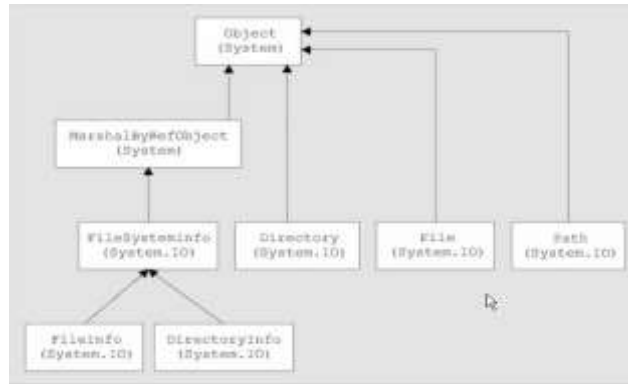 Object
(System)
MarshalByRefObject
(System)
FileSystemInfo
(System.IO)
Directory
(System.IO)
File
(System.IO)
Path
(System.IO)
FileInfo
(System.IO)
DirectoryInfo
(System.IO)